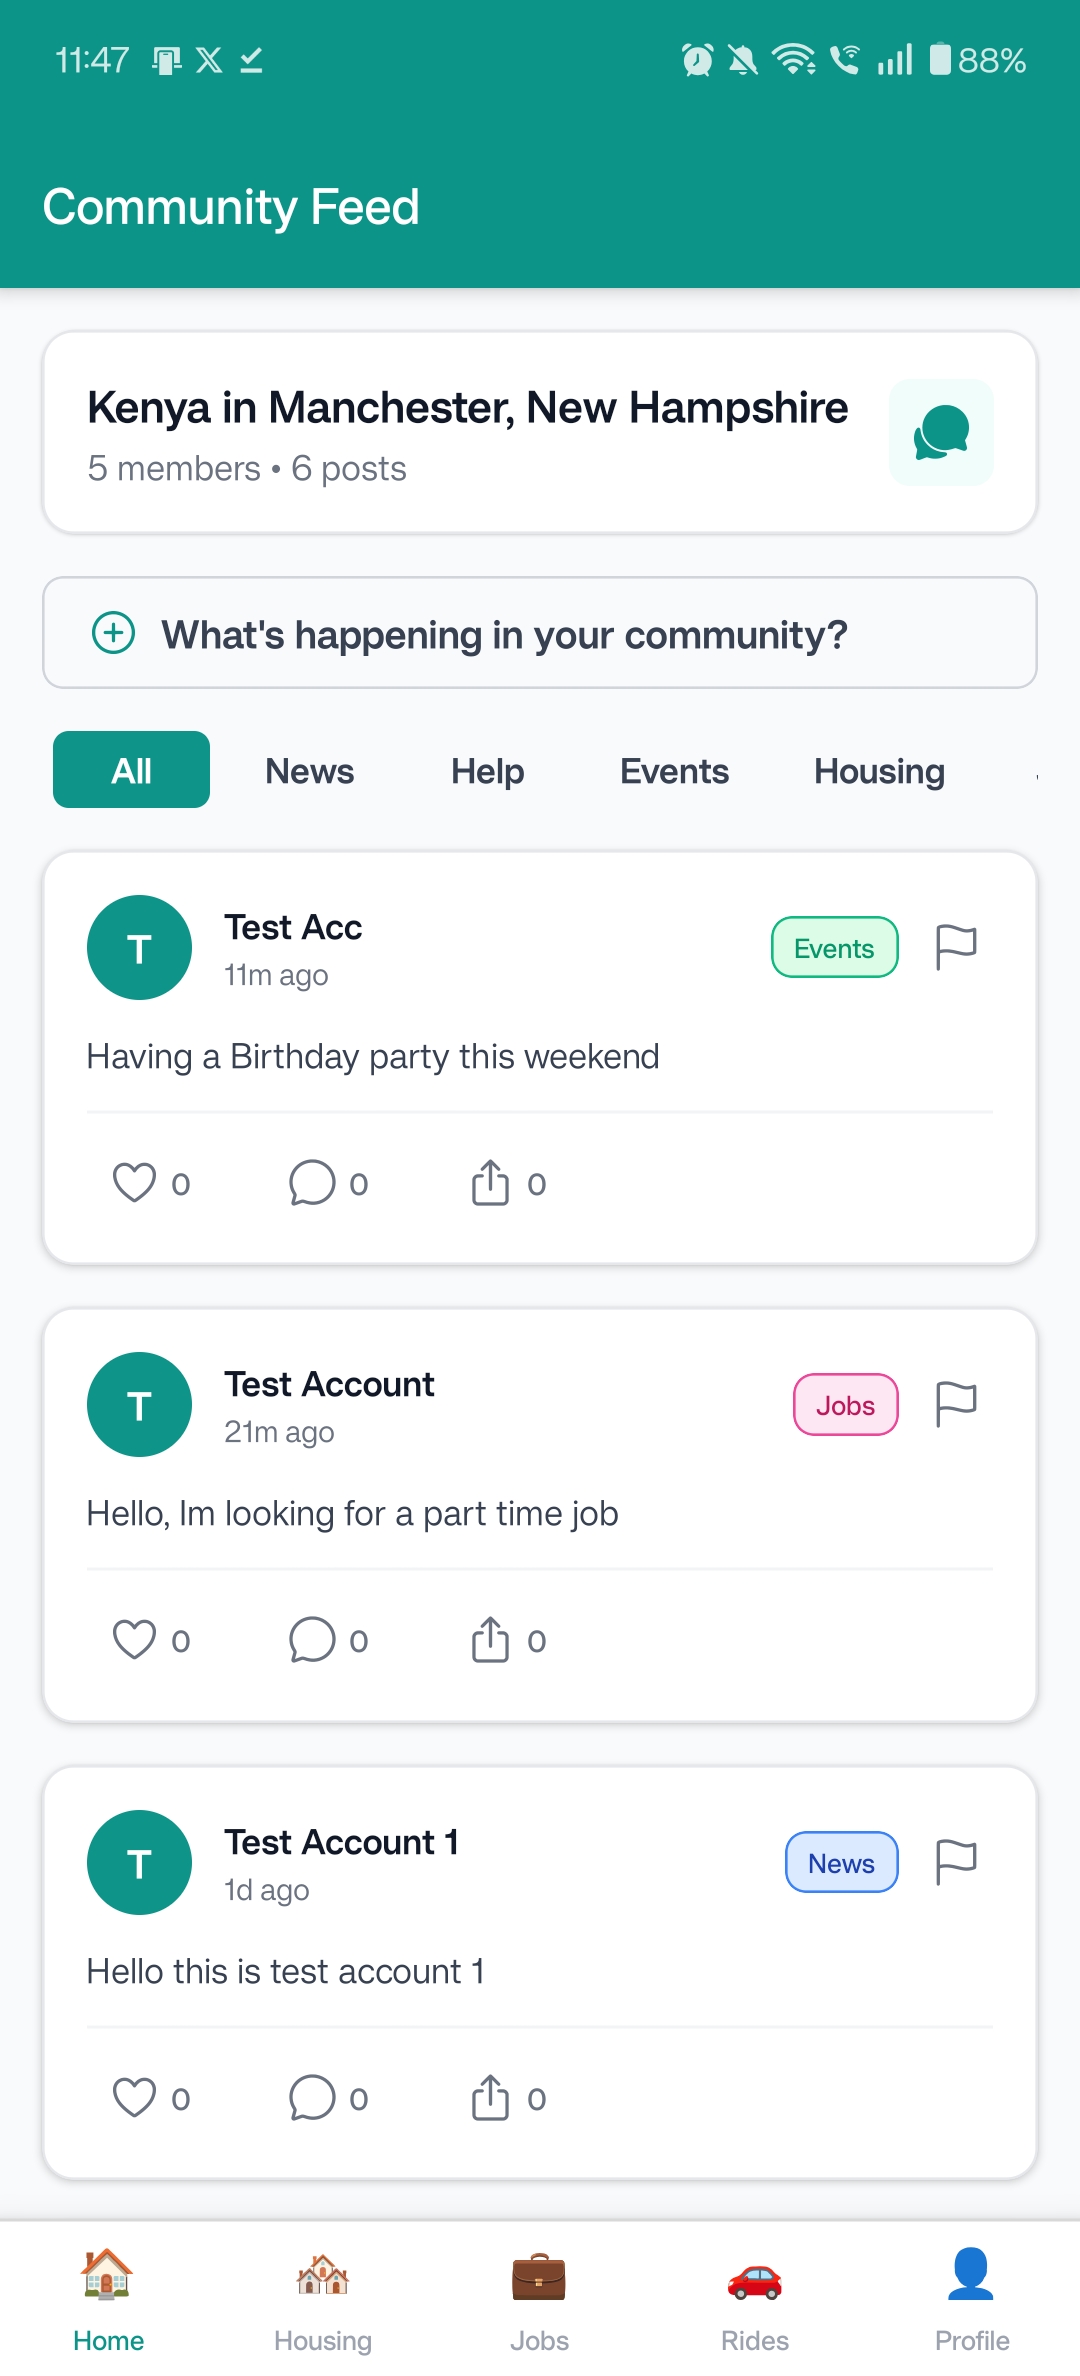 11:47
88%
Community Feed
Kenya in Manchester, New Hampshire
5 members • 6 posts
What's happening in your community?
All News Help Events Housing
T
Test Acc
11m ago
Events
Having a Birthday party this weekend
0 0 0
T
Test Account
21m ago
Jobs
Hello, Im looking for a part time job
0 0 0
T
Test Account 1
1d ago
News
Hello this is test account 1
0 0 0
Home Housing Jobs Rides Profile